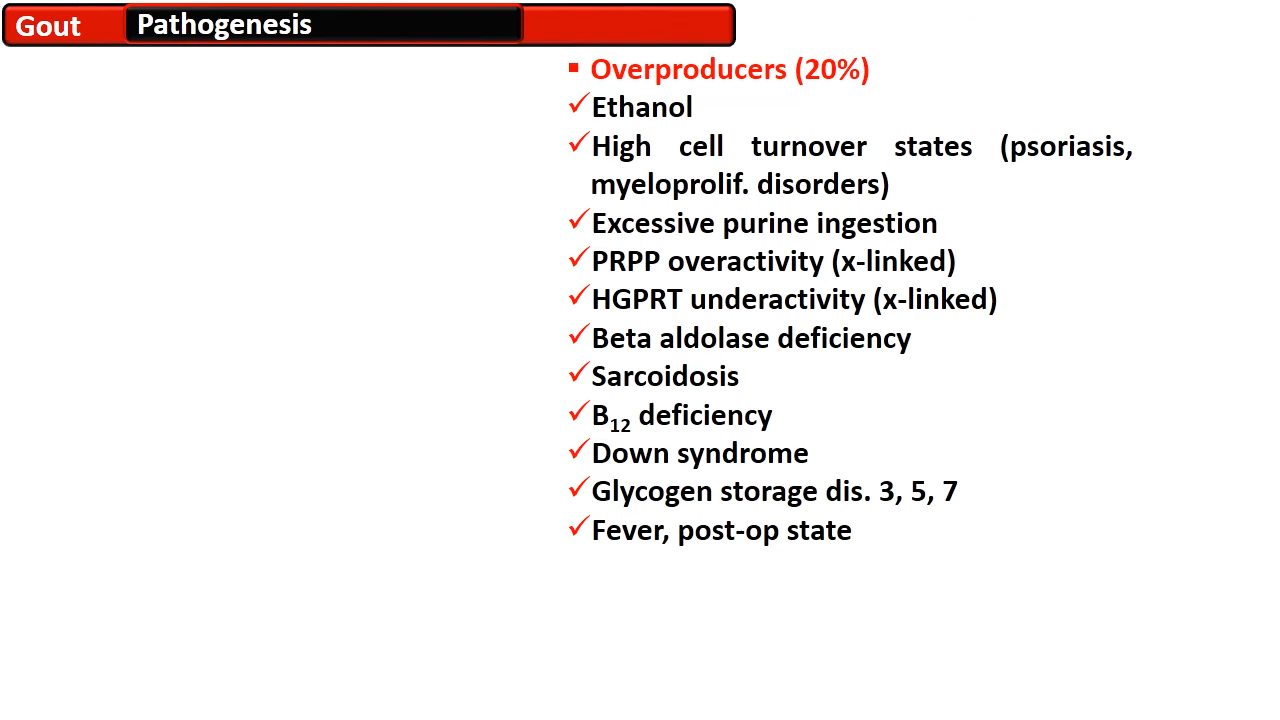 Gout
Pathogenesis
▪ Overproducers (20%)
✓Ethanol
✓High cell turnover states (psoriasis,
myeloprolif. disorders)
✓Excessive purine ingestion
✓PRPP overactivity (x-linked)
✓HGPRT underactivity (x-linked)
✓Beta aldolase deficiency
✓Sarcoidosis
✓B₁₂ deficiency
✓Down syndrome
✓Glycogen storage dis. 3, 5, 7
✓Fever, post-op state